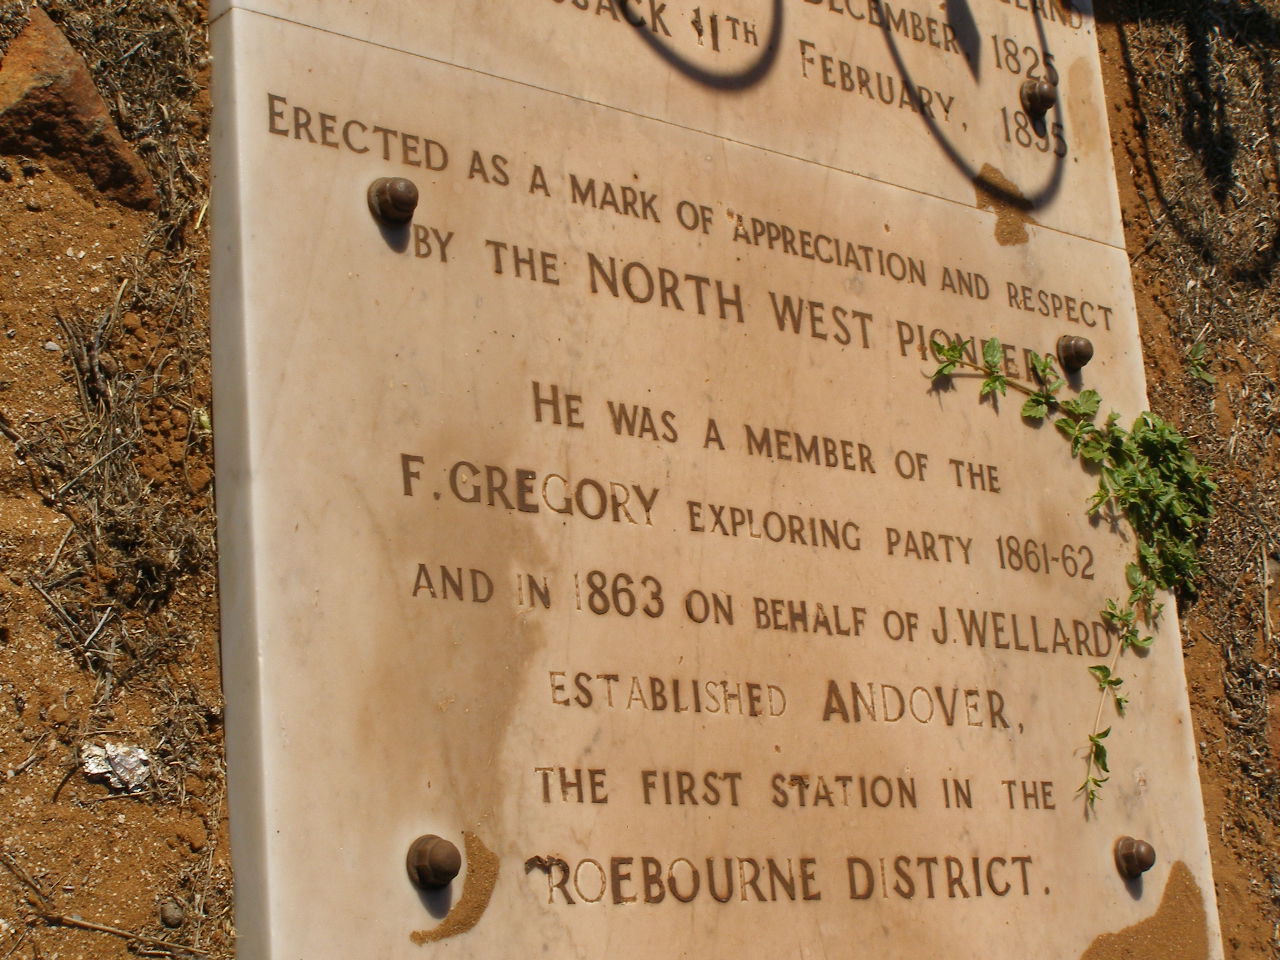 DECEMBER 1825
11TH FEBRUARY, 1895.
ERECTED AS A MARK OF APPRECIATION AND RESPECT
BY THE NORTH WEST PIONEERS
HE WAS A MEMBER OF THE
F. GREGORY EXPLORING PARTY 1861-62
AND IN 1863 ON BEHALF OF J. WELLARD
ESTABLISHED ANDOVER,
THE FIRST STATION IN THE
ROEBOURNE DISTRICT.